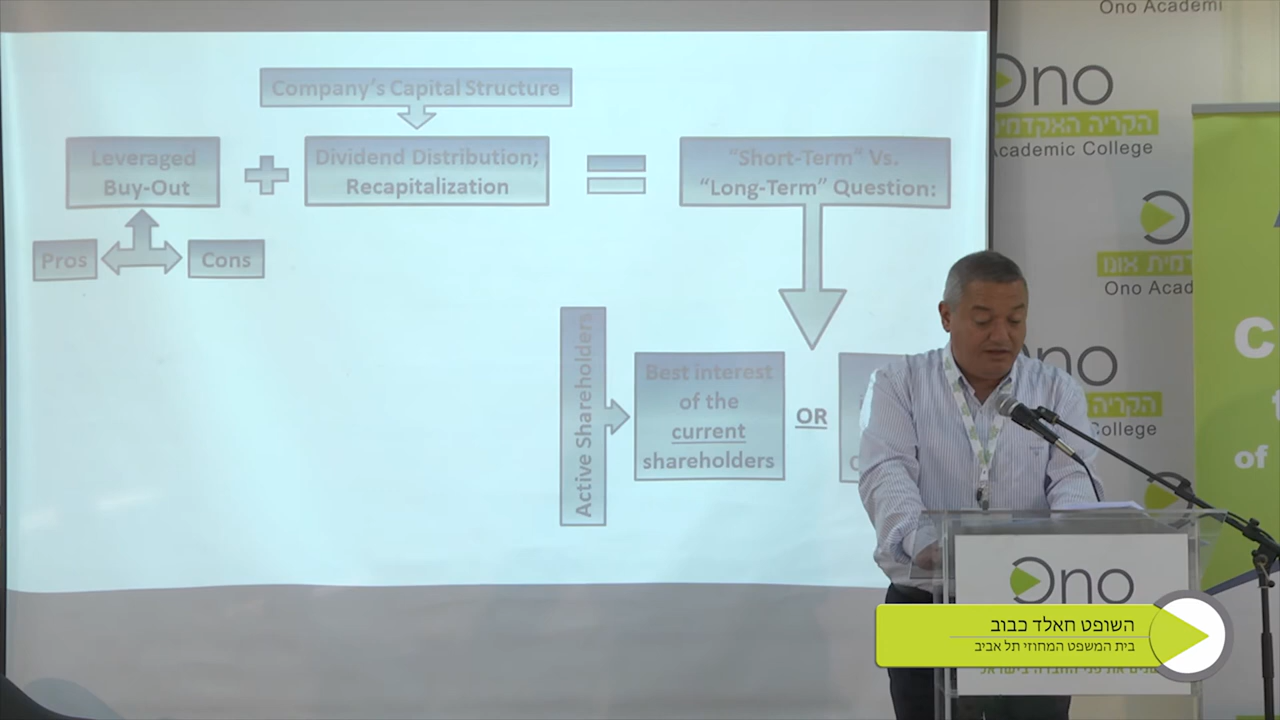 Company's Capital Structure
Leveraged
Buy-Out
Dividend Distribution;
Recapitalization
"Short-Term" Vs.
"Long-Term" Question:
Pros
Cons
Active Shareholders
Best interest
of the
current
shareholders
OR
Ono Academi
Ono
הקריה האקדמית
Academic College
Ono Acad
הקריה
of
Ono
השופט חאלד כבוב
בית המשפט המחוזי תל אביב